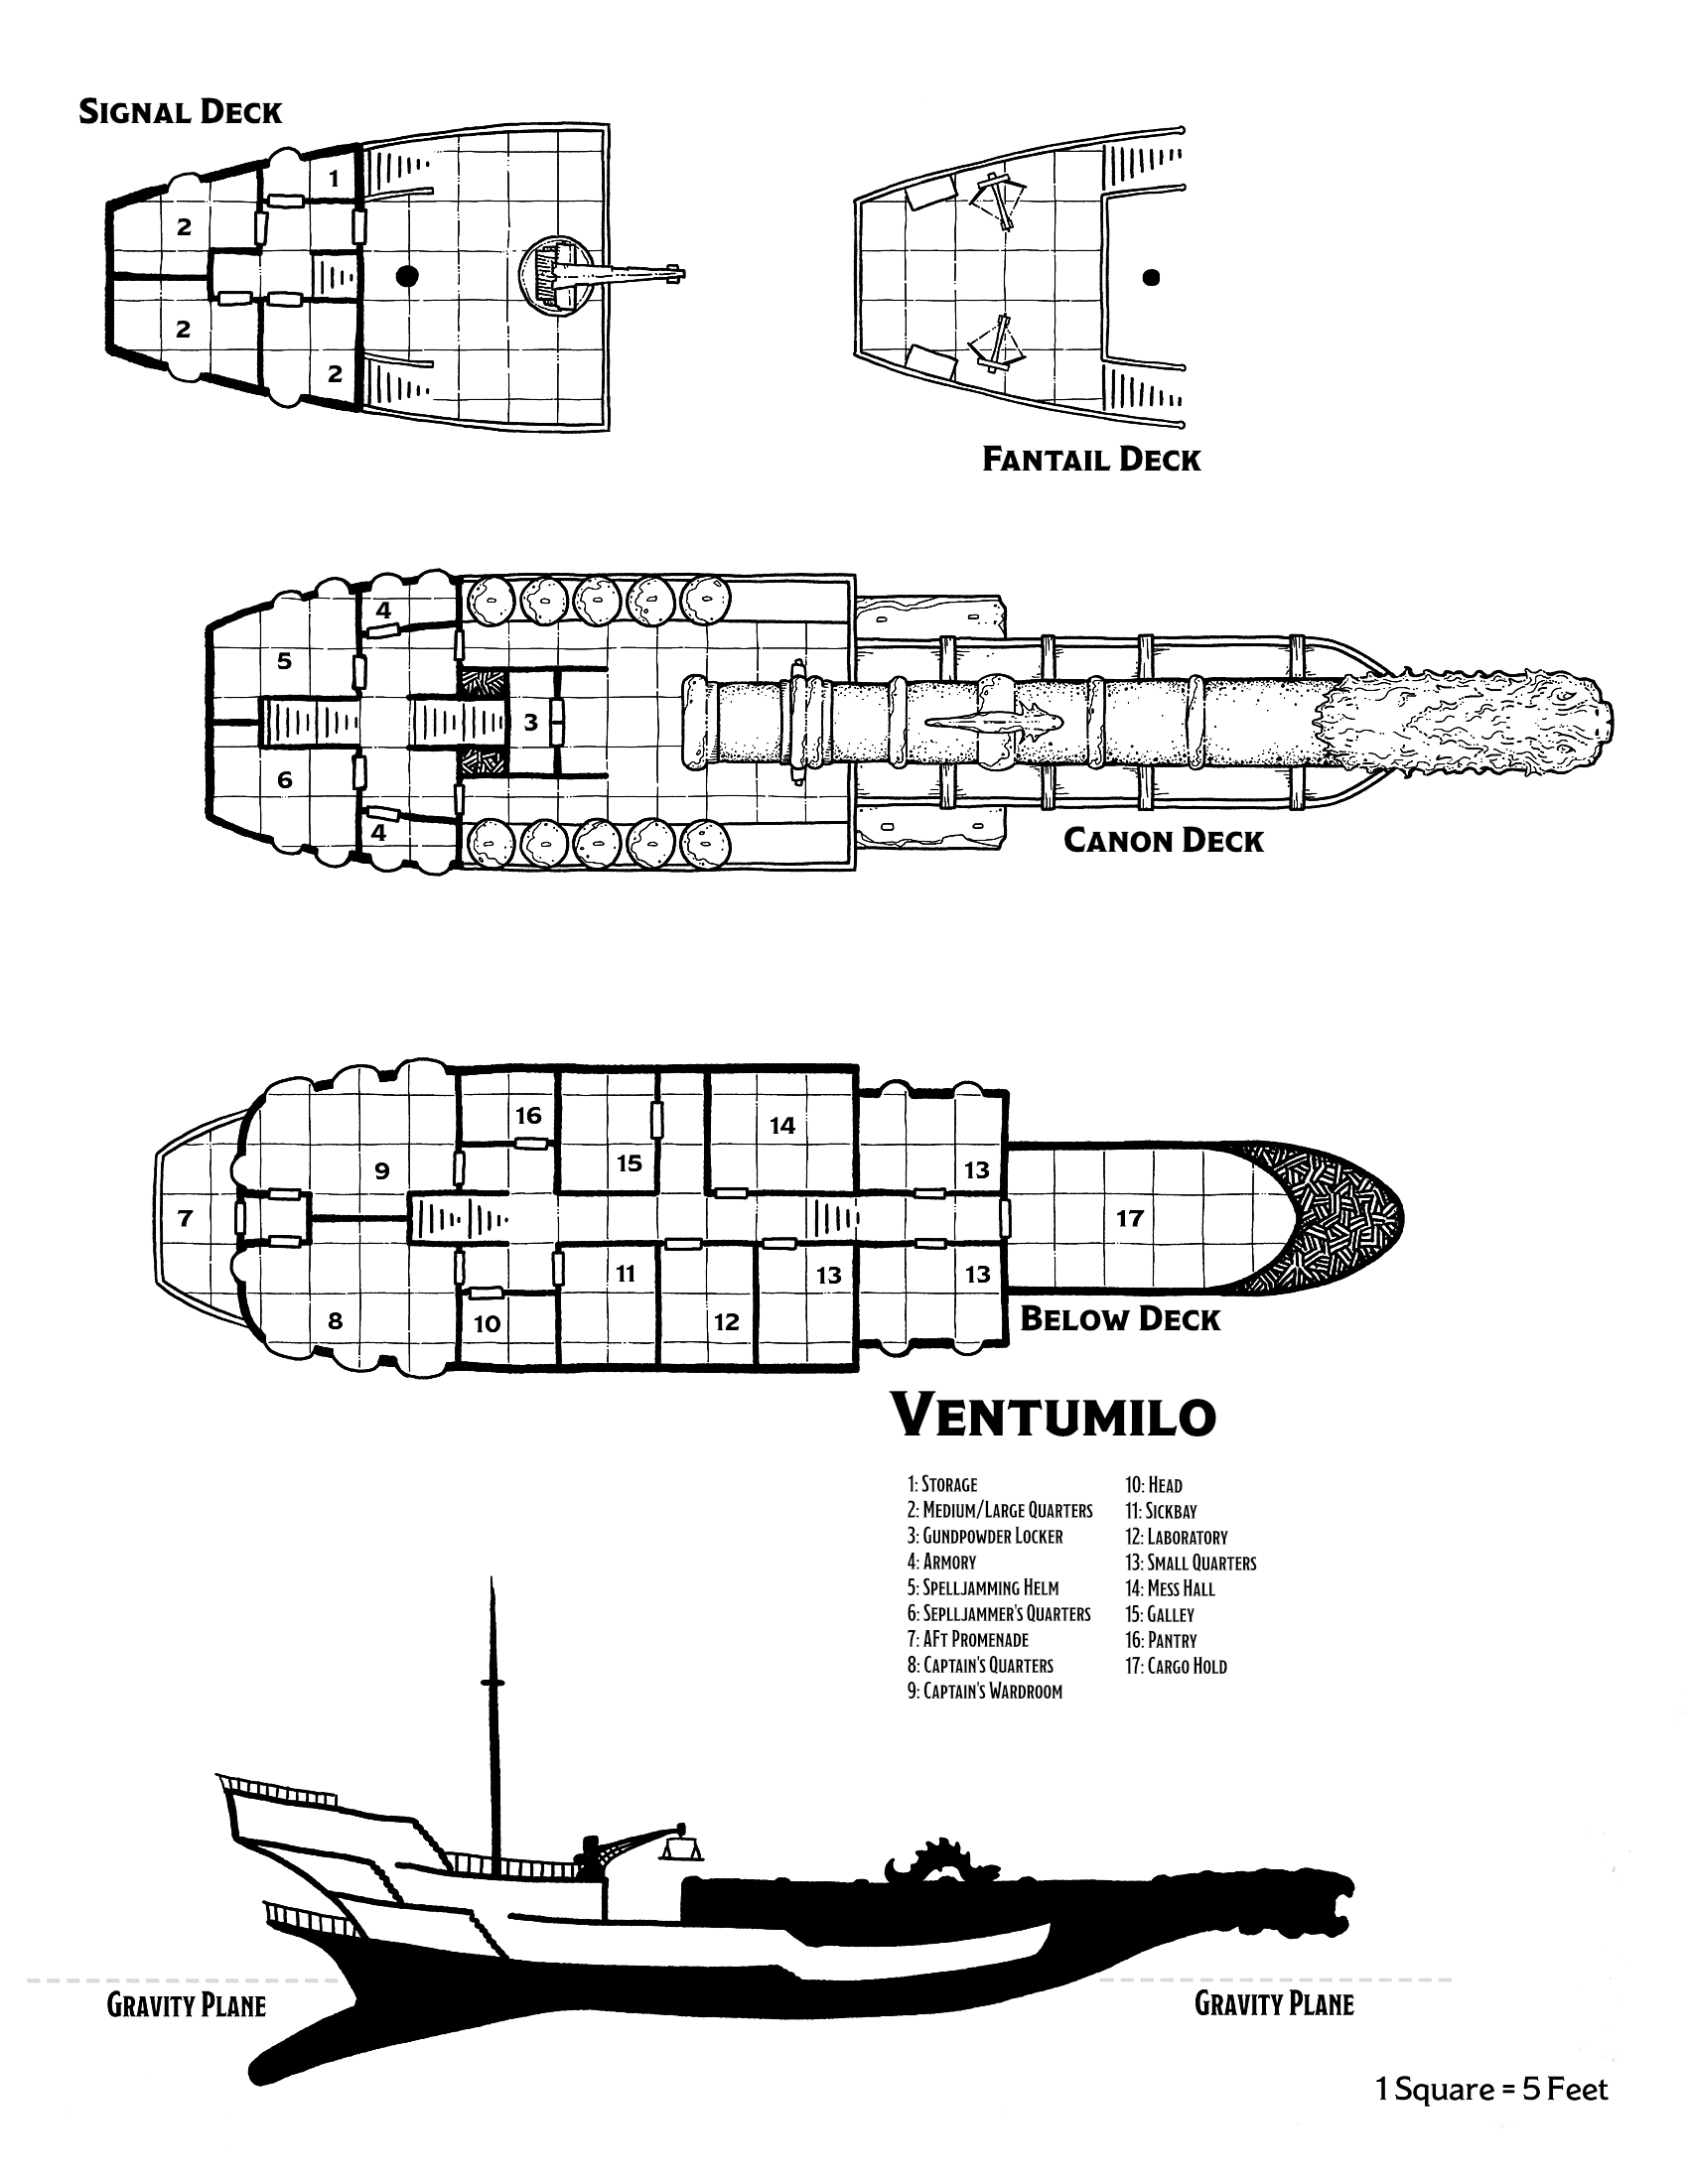 SIGNAL DECK
1
2
2
2
FANTAIL DECK
4
5
3
6
4
CANON DECK
16
14
15
9
13
7
17
11
13
13
8
10
12
BELOW DECK
VENTUMILO
1: STORAGE
2: MEDIUM/LARGE QUARTERS
3: GUNDPOWDER LOCKER
4: ARMORY
5: SPELLJAMMING HELM
6: SEPLLJAMMER'S QUARTERS
7: AFT PROMENADE
8: CAPTAIN'S QUARTERS
9: CAPTAIN'S WARDROOM
10: HEAD
11: SICKBAY
12: LABORATORY
13: SMALL QUARTERS
14: MESS HALL
15: GALLEY
16: PANTRY
17: CARGO HOLD
GRAVITY PLANE
GRAVITY PLANE
1 Square = 5 Feet